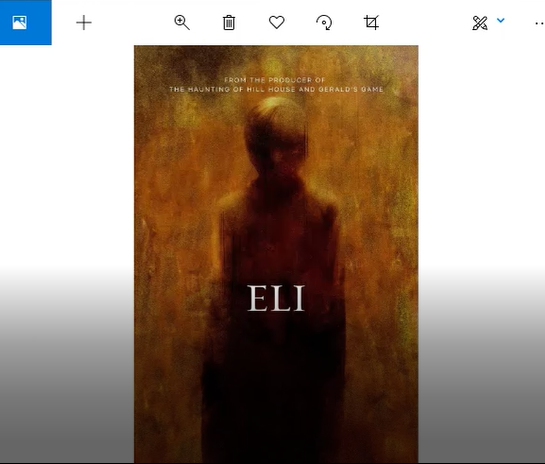 FROM THE PRODUCER OF
THE HAUNTING OF HILL HOUSE AND GERALD'S GAME
ELI